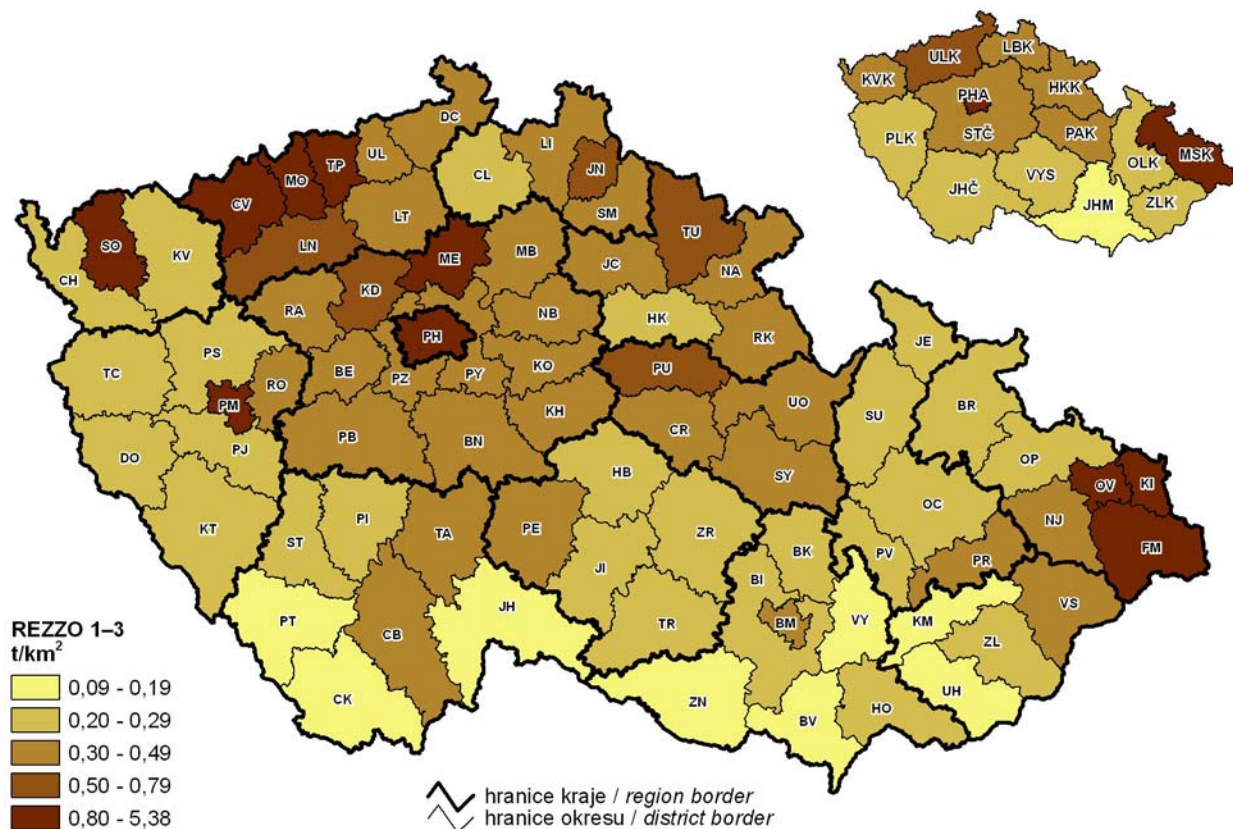 DC
UL
LI
TP
MO
CL
JN
CV
LT
SM
SO
KV
LN
ME
MB
TU
CH
JC
NA
KD
RA
NB
HK
PH
RK
TC
PS
RO
BE
PZ
PY
KO
PU
JE
PM
KH
UO
SU
BR
DO
PJ
PB
BN
CR
HB
SY
OP
OV
KI
KT
ST
PI
TA
PE
ZR
OC
NJ
FM
JI
BK
PV
PR
BI
PT
CB
JH
TR
BM
VY
KM
VS
ZL
CK
ZN
BV
HO
UH
ULK
LBK
KVK
HKK
PHA
STČ
PAK
PLK
MSK
OLK
VYS
JHČ
ZLK
JHM
REZZO 1–3
t/km²
0,09 - 0,19
0,20 - 0,29
0,30 - 0,49
0,50 - 0,79
0,80 - 5,38
hranice kraje / region border
hranice okresu / district border